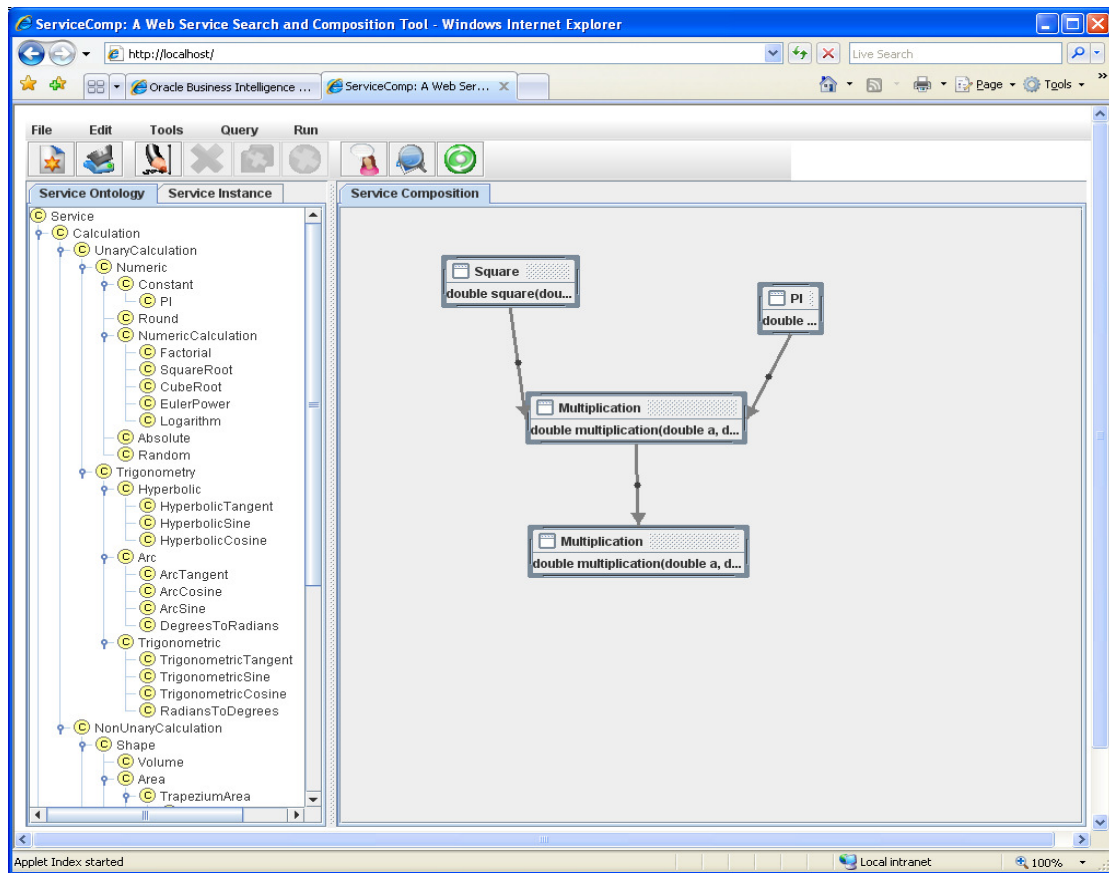 ServiceComp: A Web Service Search and Composition Tool - Windows Internet Explorer
http://localhost/
Live Search
Oracle Business Intelligence ...
ServiceComp: A Web Ser...
Page
Tools
File Edit Tools Query Run
Service Ontology Service Instance
Service Composition
C Service
C Calculation
C UnaryCalculation
C Numeric
C Constant
C PI
C Round
C NumericCalculation
C Factorial
C SquareRoot
C CubeRoot
C EulerPower
C Logarithm
C Absolute
C Random
C Trigonometry
C Hyperbolic
C HyperbolicTangent
C HyperbolicSine
C HyperbolicCosine
C Arc
C ArcTangent
C ArcCosine
C ArcSine
C DegreesToRadians
C Trigonometric
C TrigonometricTangent
C TrigonometricSine
C TrigonometricCosine
C RadiansToDegrees
C NonUnaryCalculation
C Shape
C Volume
C Area
C TrapeziumArea
Square
double square(dou...
PI
double ...
Multiplication
double multiplication(double a, d...
Multiplication
double multiplication(double a, d...
Applet Index started
Local intranet
100%